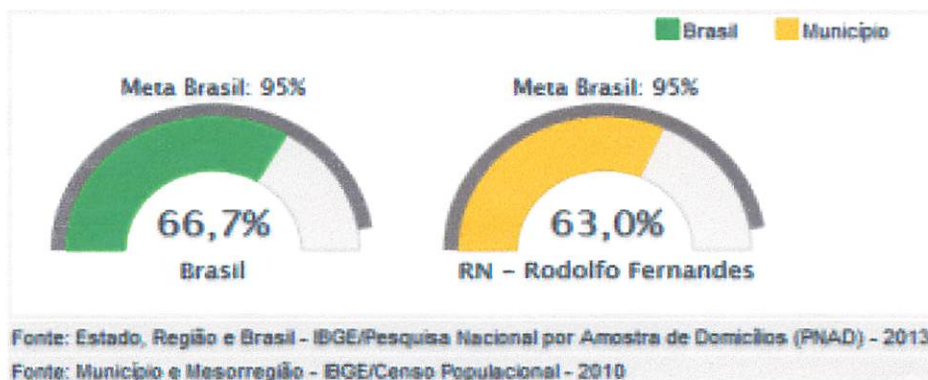 Brasil Município
Meta Brasil: 95% Meta Brasil: 95%
66,7% 63,0%
Brasil RN - Rodolfo Fernandes
Fonte: Estado, Região e Brasil - IBGE/Pesquisa Nacional por Amostra de Domicílios (PNAD) - 2013
Fonte: Município e Mesorregião - IBGE/Censo Populacional - 2010